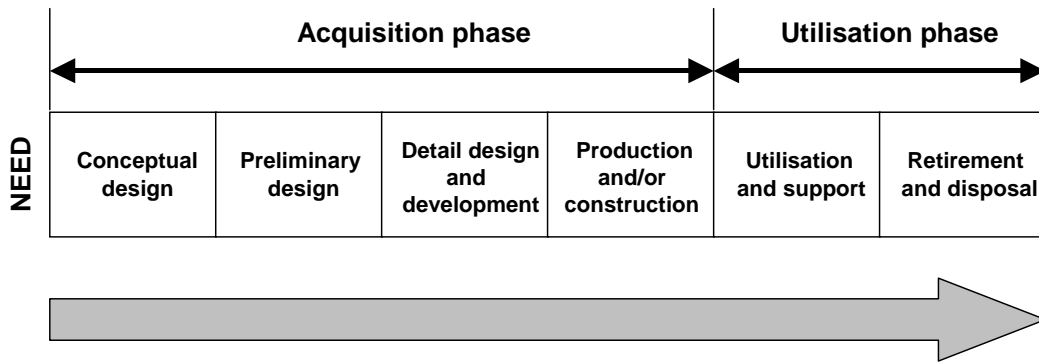 Acquisition phase
Utilisation phase
NEED
Conceptual
design
Preliminary
design
Detail design
and
development
Production
and/or
construction
Utilisation
and support
Retirement
and disposal